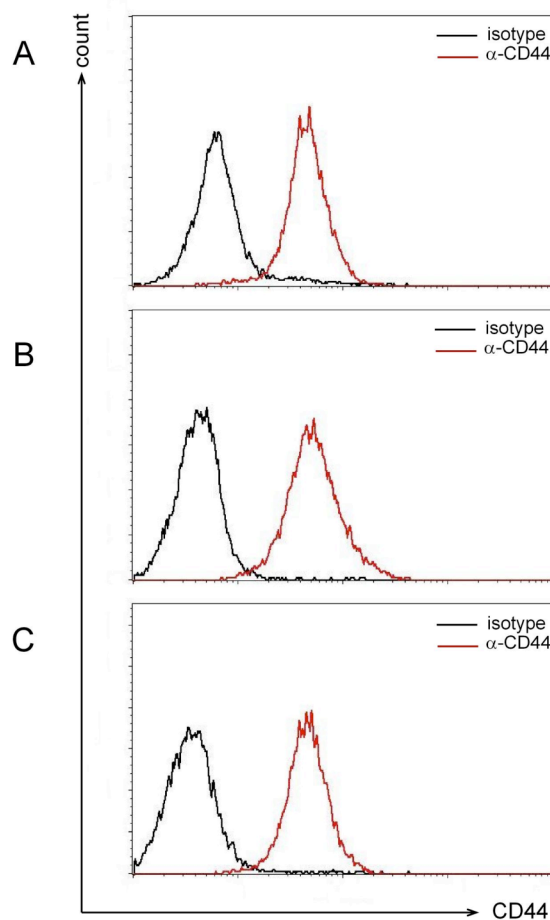 count
A
isotype
α-CD44
B
isotype
α-CD44
C
isotype
α-CD44
CD44